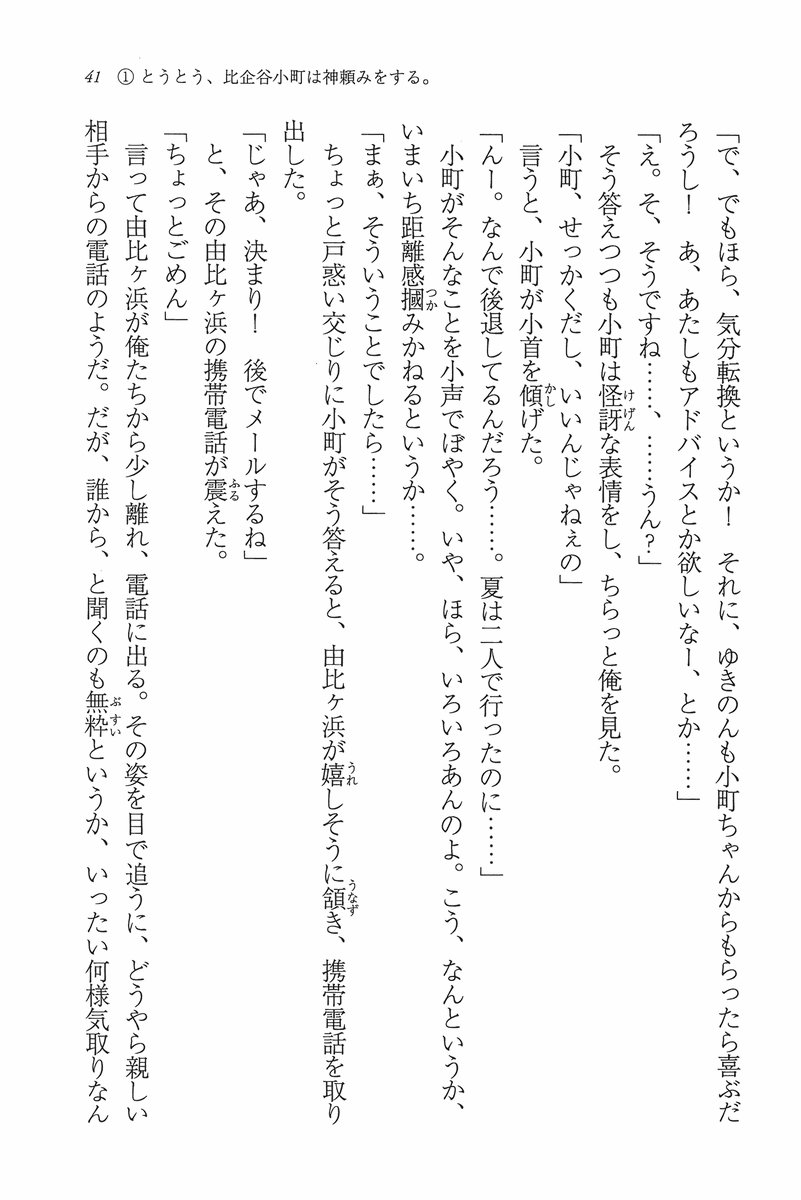 41 ①とうとう、比企谷小町は神頼みをする。
「で、でもほら、気分転換というか！　それに、ゆきのんも小町ちゃんからもらったら喜ぶだ
ろうし！　あ、あたしもアドバイスとか欲しいなー、とか……」
「え。そ、そうですね……、……うん？」
そう答えつつも小町は怪訝な表情をし、ちらっと俺を見た。
「小町、せっかくだし、いいんじゃねぇの」
言うと、小町が小首を傾げた。
「んー。なんで後退してるんだろう……。夏は二人で行ったのに……」
小町がそんなことを小声でぼやく。いや、ほら、いろいろあんのよ。こう、なんというか、
いまいち距離感摑みかねるというか……。
「まぁ、そういうことでしたら……」
ちょっと戸惑い交じりに小町がそう答えると、由比ヶ浜が嬉しそうに頷き、携帯電話を取り
出した。
「じゃあ、決まり！　後でメールするね」
と、その由比ヶ浜の携帯電話が震えた。
「ちょっとごめん」
言って由比ヶ浜が俺たちから少し離れ、電話に出る。その姿を目で追うに、どうやら親しい
相手からの電話のようだ。だが、誰から、と聞くのも無粋というか、いったい何様気取りなん